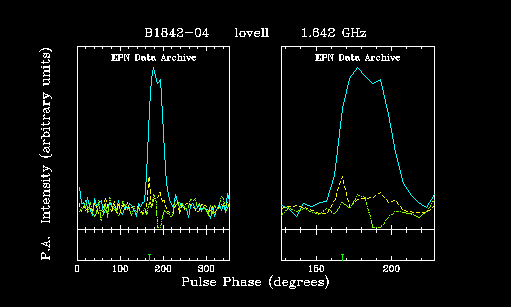 B1842-04 lovell 1.642 GHz
EPN Data Archive EPN Data Archive
Intensity (arbitrary units)
P.A.
0 100 200 300 160 200
Pulse Phase (degrees)